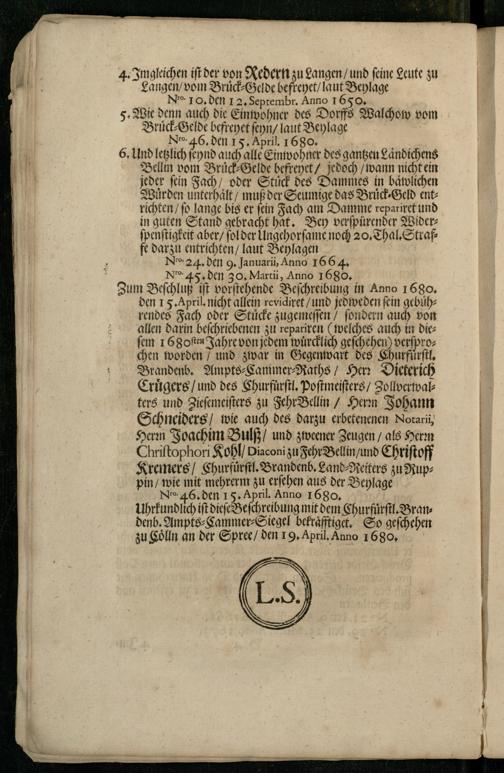 4. Imgleichen ist der von Redern zu Langen / und seine Leute zu
Langen / vom Brück-Gelde befreyet / laut Beylage
Nro. 10. den 12. Septembr. Anno 1650.
5. Wie denn auch die Einwohner des Dorffs Walchow vom
Brück-Gelde befreyet seyn / laut Beylage
Nro. 46. den 15. April. 1680.
6. Und letzlich seynd auch alle Einwohner des gantzen Ländichens
Bellin vom Brück-Gelde befreyet / jedoch / wann nicht ein
jeder sein Fach / oder Stück des Dammes in bäwlichen
Würden unterhält / muß der Seumige das Brück-Geld ent-
richten / so lange bis er sein Fach am Damme repariret und
in guten Stand gebracht hat. Bey verspürender Wider-
spenstigkeit aber / sol der Ungehorsame noch 20. Thal. Straf-
fe darzu entrichten / laut Beylagen
Nro. 24. den 9. Januarii, Anno 1664.
Nro. 45. den 30. Martii, Anno 1680.
Zum Beschluß ist vorstehende Beschreibung in Anno 1680.
den 15. April. nicht allein revidiret / und jedweden sein gebüh-
rendes Fach oder Stücke zugemessen / sondern auch von
allen darin beschriebenen zu repariren (welches auch in die-
sem 1680sten Jahre von jedem würcklich geschehen) verspro-
chen worden / und zwar in Gegenwart des Churfürstl.
Brandenb. Ampts-Cammer-Raths / Herr Dieterich
Crügers / und des Churfürstl. Postmeisters / Zollverwal-
ters und Ziesemeisters zu FehrBellin / Herrn Johann
Schneiders / wie auch des darzu erbetenenen Notarii,
Herrn Joachim Bulß / und zweener Zeugen / als Herrn
Christophori Kohl / Diaconi zu FehrBellin / und Christoff
Kremers / Churfürstl. Brandenb. Land-Reiters zu Rup-
pin / wie mit mehrerm zu ersehen aus der Beylage
Nro. 46. den 15. April. Anno 1680.
Uhrkundlich ist diese Beschreibung mit dem Churfürstl. Bran-
denb. Ampts-Cammer-Siegel bekräfftiget. So geschehen
zu Cölln an der Spree / den 19. April. Anno 1680.
L.S.